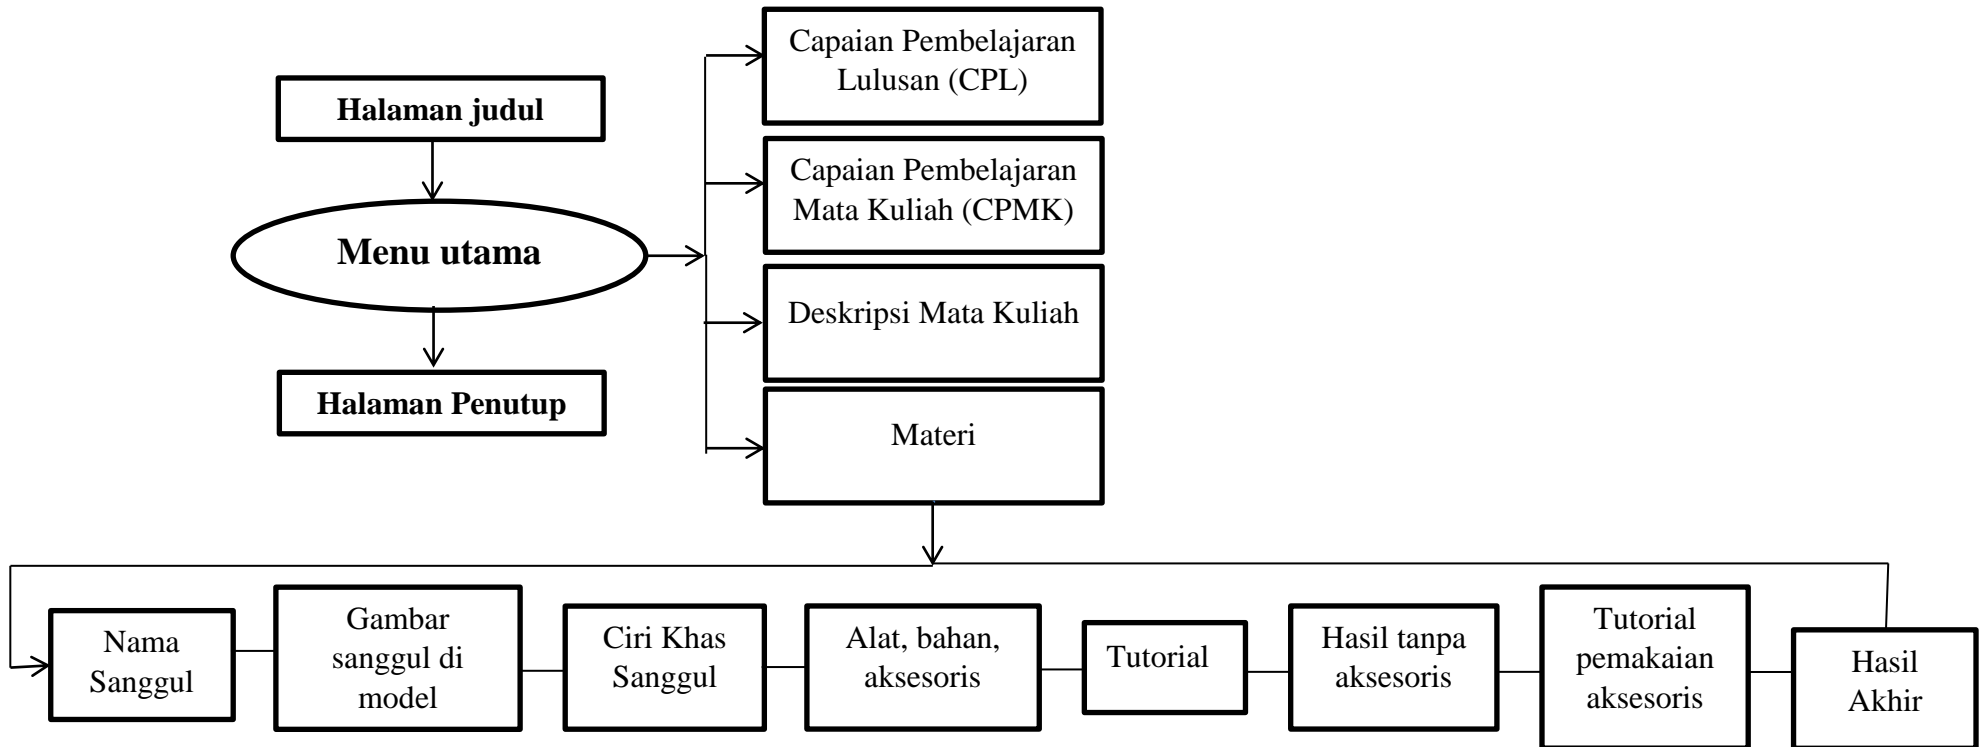 Capaian Pembelajaran
Lulusan (CPL)
Halaman judul
Capaian Pembelajaran
Mata Kuliah (CPMK)
Menu utama
Deskripsi Mata Kuliah
Halaman Penutup
Materi
Nama
Sanggul
Gambar
sanggul di
model
Ciri Khas
Sanggul
Alat, bahan,
aksesoris
Tutorial
Hasil tanpa
aksesoris
Tutorial
pemakaian
aksesoris
Hasil
Akhir